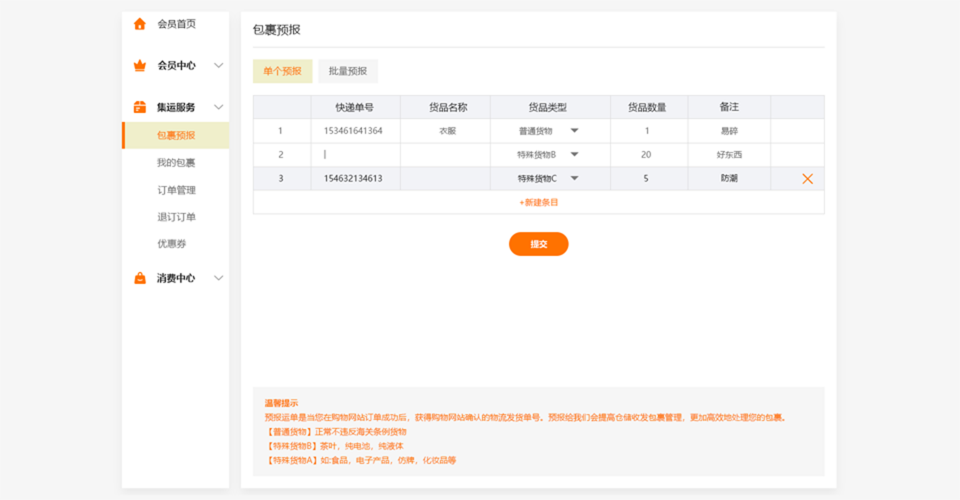 会员首页
会员中心
集运服务
包裹预报
我的包裹
订单管理
退订订单
优惠券
消费中心
包裹预报
单个预报 批量预报
快递单号 货品名称 货品类型 货品数量 备注
1 153461641364 衣服 普通货物 1 易碎
2 特殊货物B 20 好东西
3 154632134613 特殊货物C 5 防潮
+新建条目
提交
温馨提示
预报运单是当您在购物网站订单成功后，获得购物网站确认的物流发货单号。预报给我们会提高仓储收发包裹管理，更加高效地处理您的包裹。
【普通货物】正常不违反海关条例货物
【特殊货物B】茶叶，纯电池，纯液体
【特殊货物A】如:食品，电子产品，仿牌，化妆品等